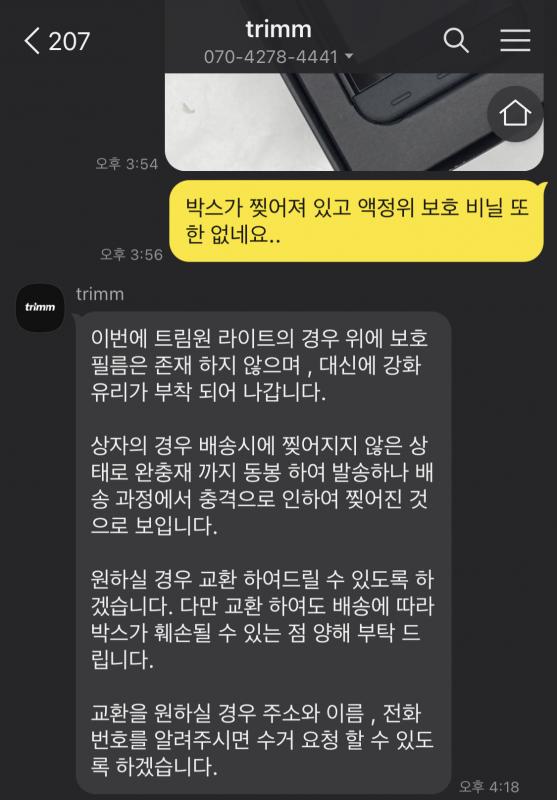 207
trimm
070-4278-4441
오후 3:54
박스가 찢어져 있고 액정위 보호 비닐 또
한 없네요..
오후 3:56
trimm
trimm
이번에 트림원 라이트의 경우 위에 보호
필름은 존재 하지 않으며 , 대신에 강화
유리가 부착 되어 나갑니다.
상자의 경우 배송시에 찢어지지 않은 상
태로 완충재 까지 동봉 하여 발송하나 배
송 과정에서 충격으로 인하여 찢어진 것
으로 보입니다.
원하실 경우 교환 하여드릴 수 있도록 하
겠습니다. 다만 교환 하여도 배송에 따라
박스가 훼손될 수 있는 점 양해 부탁 드
립니다.
교환을 원하실 경우 주소와 이름 , 전화
번호를 알려주시면 수거 요청 할 수 있도
록 하겠습니다.
오후 4:18